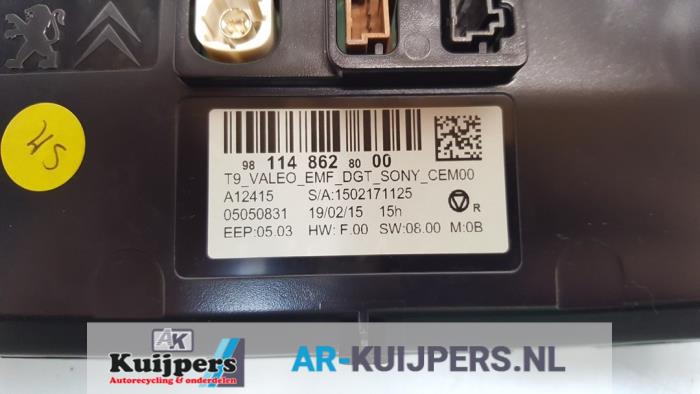 SM
98 114 862 80 00
T9_VALEO_EMF_DGT_SONY_CEM00
A12415 S/A:1502171125
05050831 19/02/15 15h
R
EEP:05.03 HW: F.00 SW:08.00 M:0B
AK
Kuijpers
Autorecycling & onderdelen
AR-KUIJPERS.NL